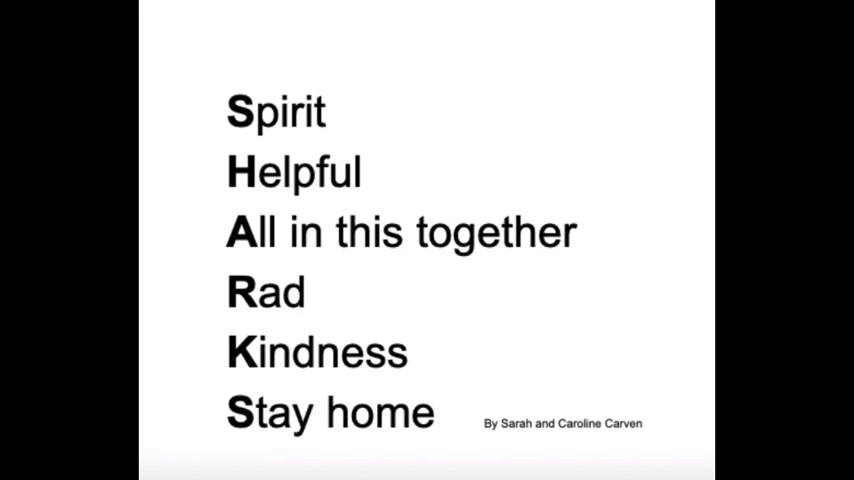 Spirit
Helpful
All in this together
Rad
Kindness
Stay home
By Sarah and Caroline Carven